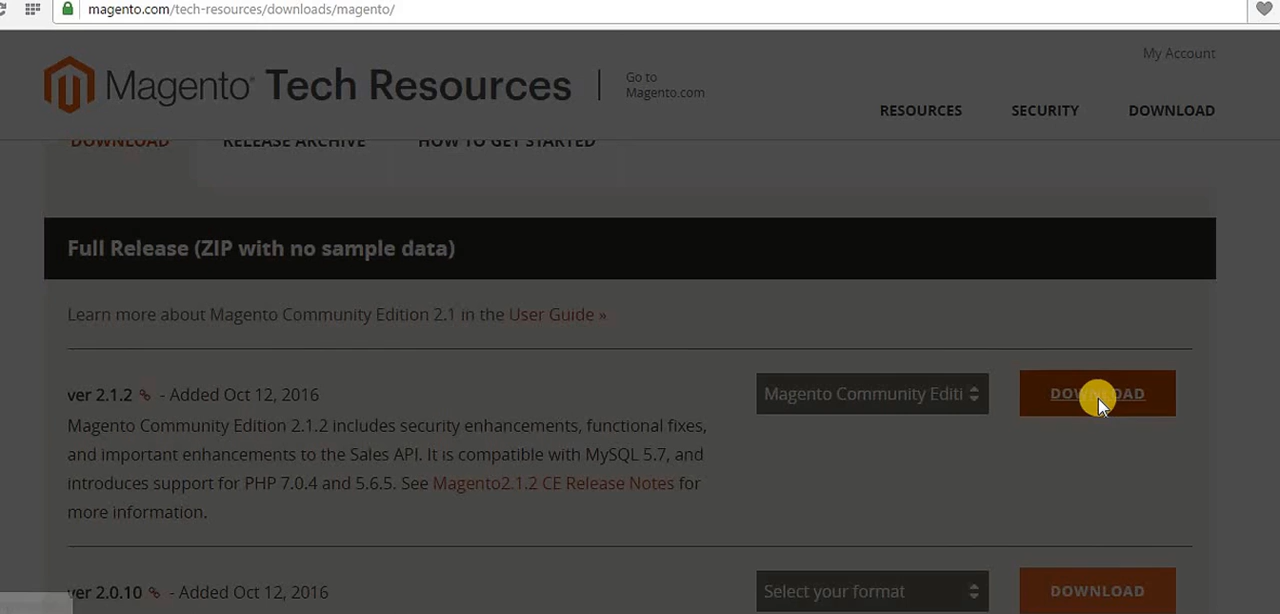 magento.com/tech-resources/downloads/magento/
My Account
Magento® Tech Resources
Go to
Magento.com
RESOURCES SECURITY DOWNLOAD
DOWNLOAD RELEASE ARCHIVE HOW TO GET STARTED
Full Release (ZIP with no sample data)
Learn more about Magento Community Edition 2.1 in the User Guide »
ver 2.1.2 - Added Oct 12, 2016
Magento Community Editi
DOWNLOAD
Magento Community Edition 2.1.2 includes security enhancements, functional fixes,
and important enhancements to the Sales API. It is compatible with MySQL 5.7, and
introduces support for PHP 7.0.4 and 5.6.5. See Magento2.1.2 CE Release Notes for
more information.
ver 2.0.10 - Added Oct 12, 2016
Select your format
DOWNLOAD